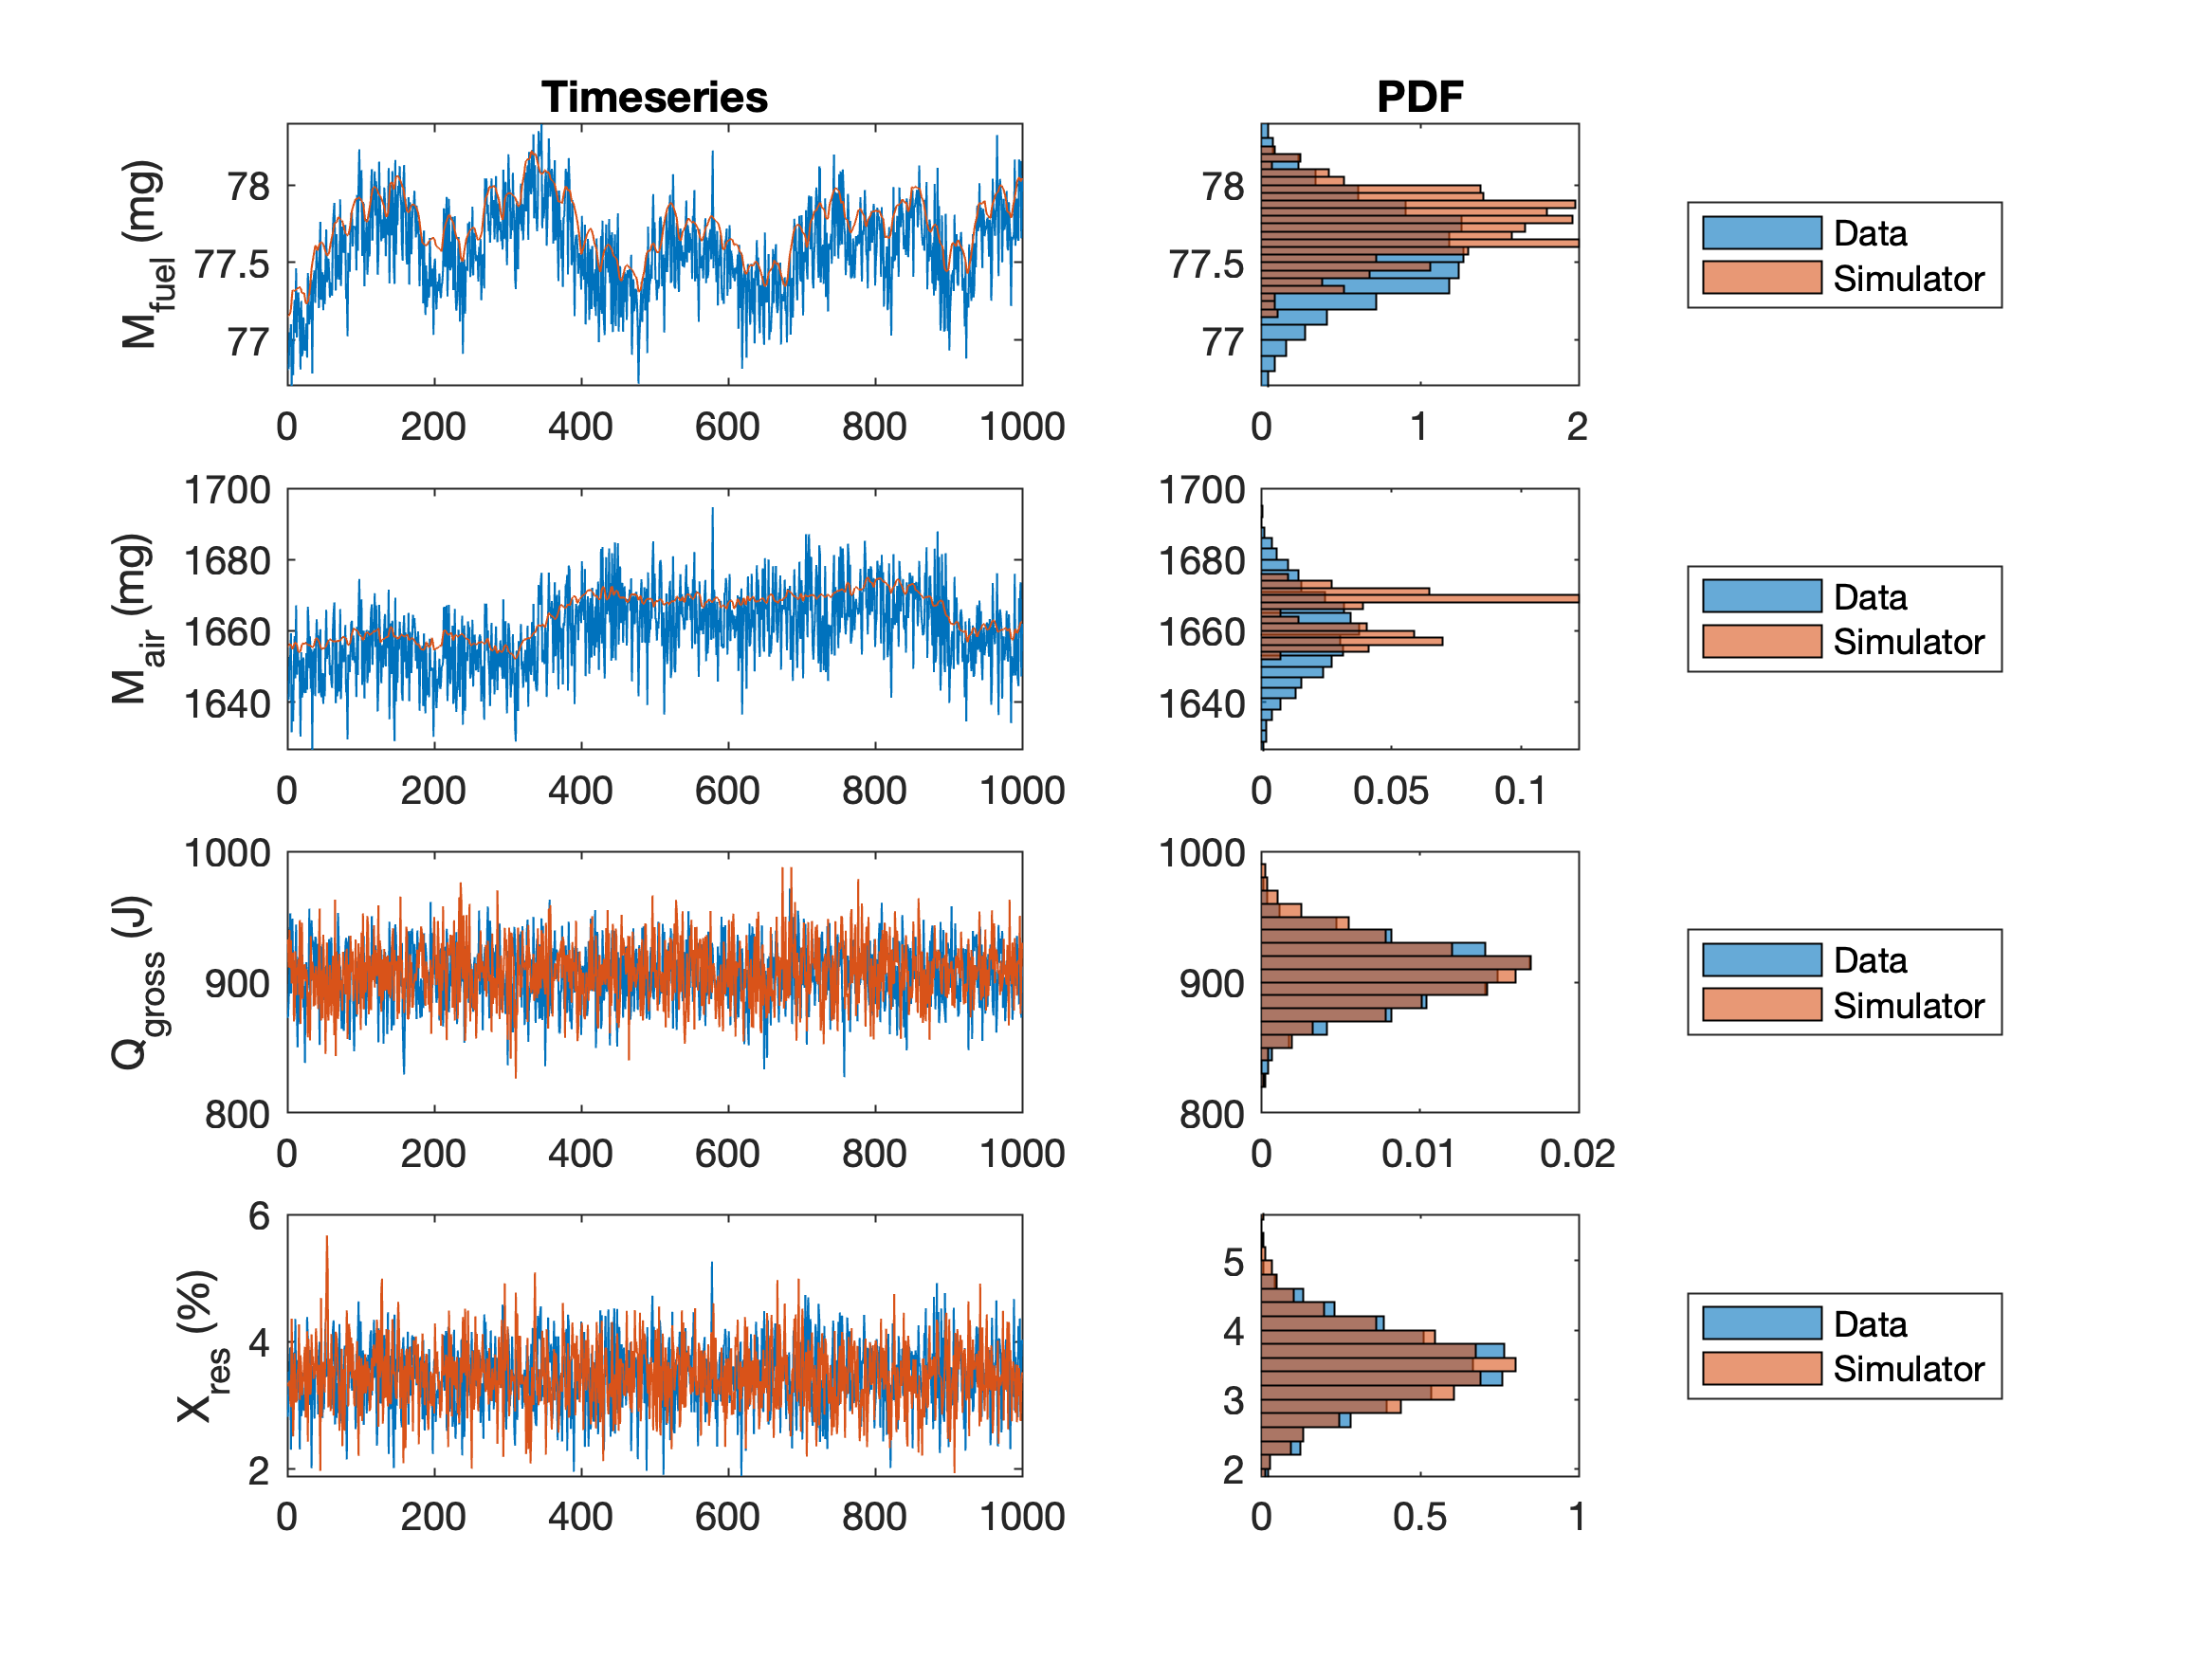 Timeseries
PDF
M_fuel (mg)
78
77.5
77
0 200 400 600 800 1000
78
77.5
77
0 1 2
Data
Simulator
M_air (mg)
1700
1680
1660
1640
0 200 400 600 800 1000
1700
1680
1660
1640
0 0.05 0.1
Data
Simulator
Q_gross (J)
1000
900
800
0 200 400 600 800 1000
1000
900
800
0 0.01 0.02
Data
Simulator
X_res (%)
6
4
2
0 200 400 600 800 1000
5
4
3
2
0 0.5 1
Data
Simulator